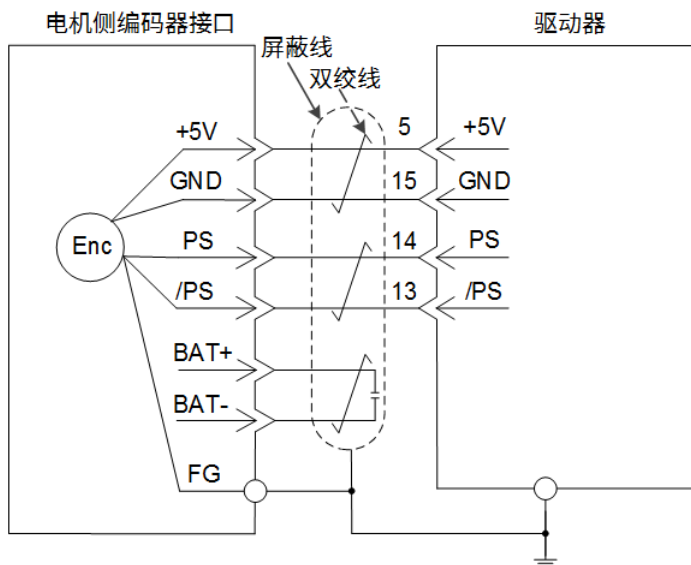 电机侧编码器接口
驱动器
屏蔽线
双绞线
+5V
5
+5V
GND
15
GND
Enc
PS
14
PS
/PS
13
/PS
BAT+
BAT-
FG